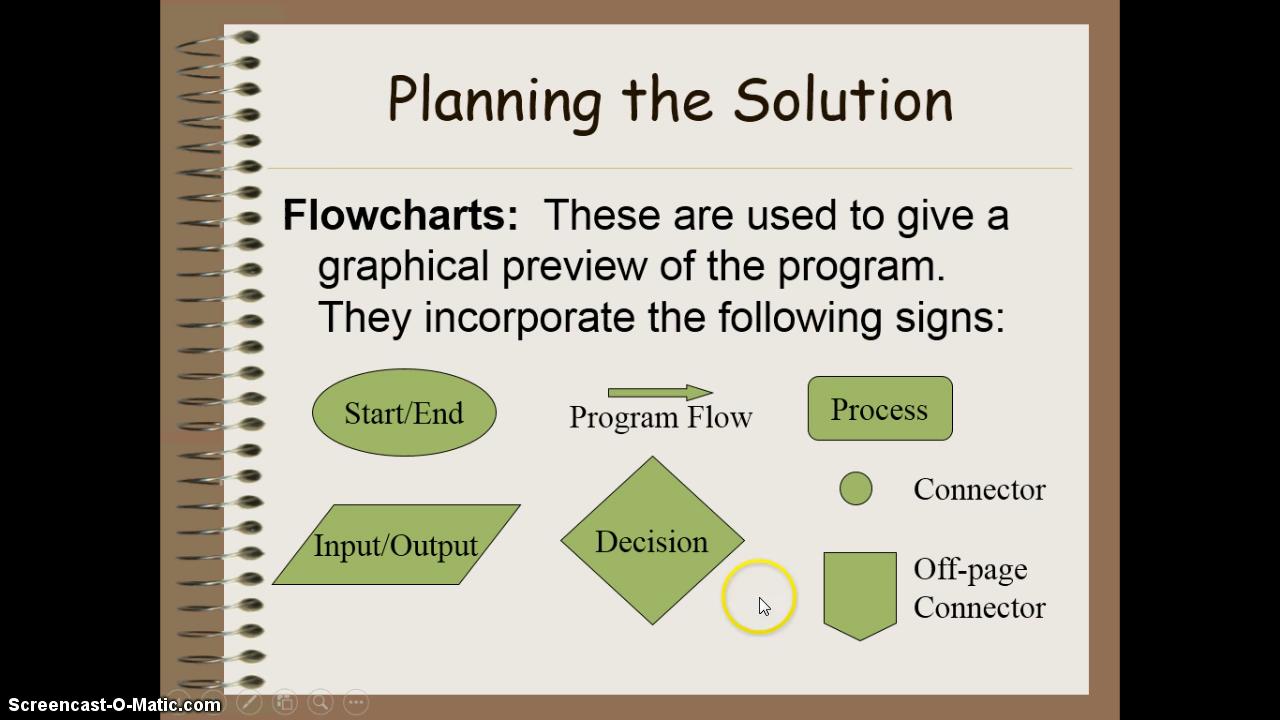 Planning the Solution
Flowcharts: These are used to give a
graphical preview of the program.
They incorporate the following signs:
Start/End
Program Flow
Process
Connector
Input/Output
Decision
Off-page
Connector
Screencast-O-Matic.com